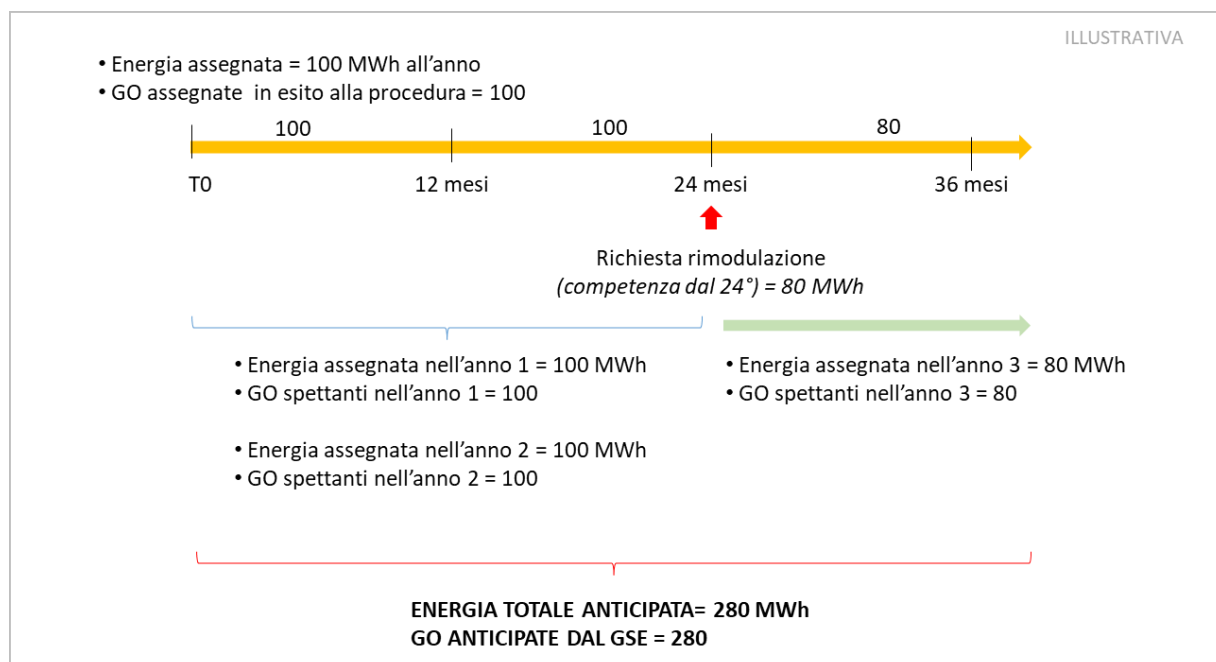 ILLUSTRATIVA
• Energia assegnata = 100 MWh all'anno
• GO assegnate in esito alla procedura = 100
100 100 80
T0 12 mesi 24 mesi 36 mesi
Richiesta rimodulazione
(competenza dal 24°) = 80 MWh
• Energia assegnata nell'anno 1 = 100 MWh
• GO spettanti nell'anno 1 = 100
• Energia assegnata nell'anno 2 = 100 MWh
• GO spettanti nell'anno 2 = 100
• Energia assegnata nell'anno 3 = 80 MWh
• GO spettanti nell'anno 3 = 80
ENERGIA TOTALE ANTICIPATA= 280 MWh
GO ANTICIPATE DAL GSE = 280